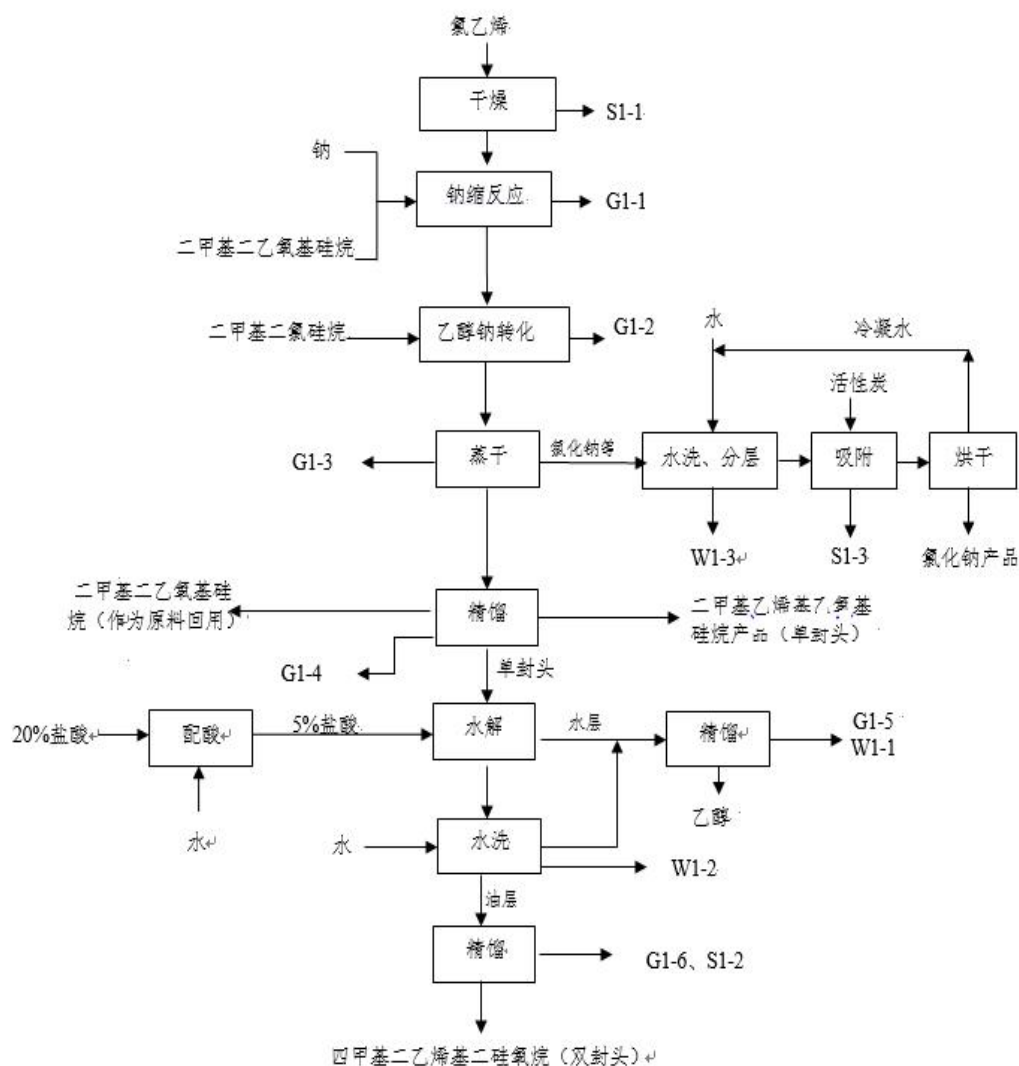 氯乙烯
干燥
S1-1
钠
钠缩反应
G1-1
二甲基二乙氧基硅烷
二甲基二氯硅烷
乙醇钠转化
G1-2
水
冷凝水
活性炭
G1-3
蒸干
氯化钠等
水洗、分层
吸附
烘干
W1-3
S1-3
氯化钠产品
二甲基二乙氧基硅
烷（作为原料回用）
精馏
二甲基乙烯基乙氧基
硅烷产品（单封头）
G1-4
单封头
20%盐酸
配酸
5%盐酸
水解
水层
精馏
G1-5
W1-1
水
水
水洗
乙醇
W1-2
油层
精馏
G1-6、S1-2
四甲基二乙烯基二硅氧烷（双封头）